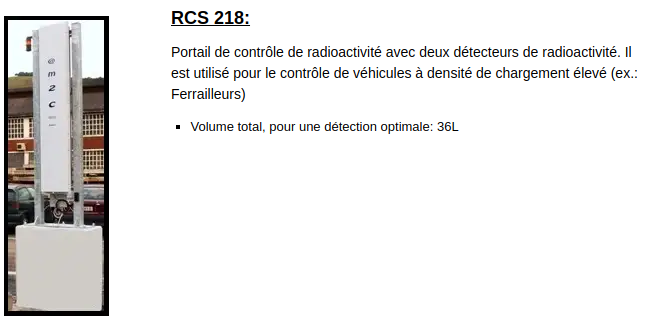 RCS 218:
Portail de contrôle de radioactivité avec deux détecteurs de radioactivité. Il
est utilisé pour le contrôle de véhicules à densité de chargement élevé (ex.:
Ferrailleurs)
▪ Volume total, pour une détection optimale: 36L
@
m
2
c